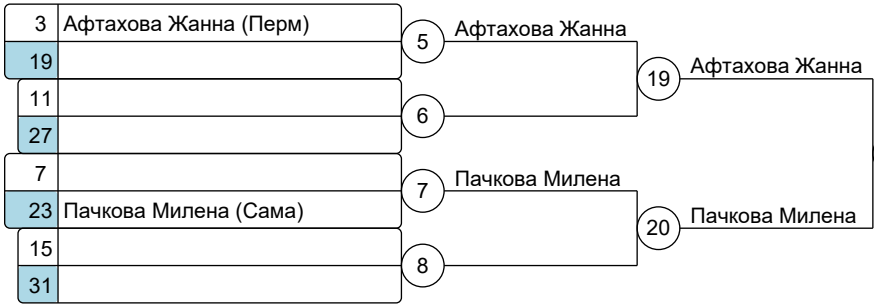 3 Афтахова Жанна (Перм)
19
11
27
7
23 Пачкова Милена (Сама)
15
31
5 Афтахова Жанна
6
7 Пачкова Милена
8
19 Афтахова Жанна
20 Пачкова Милена